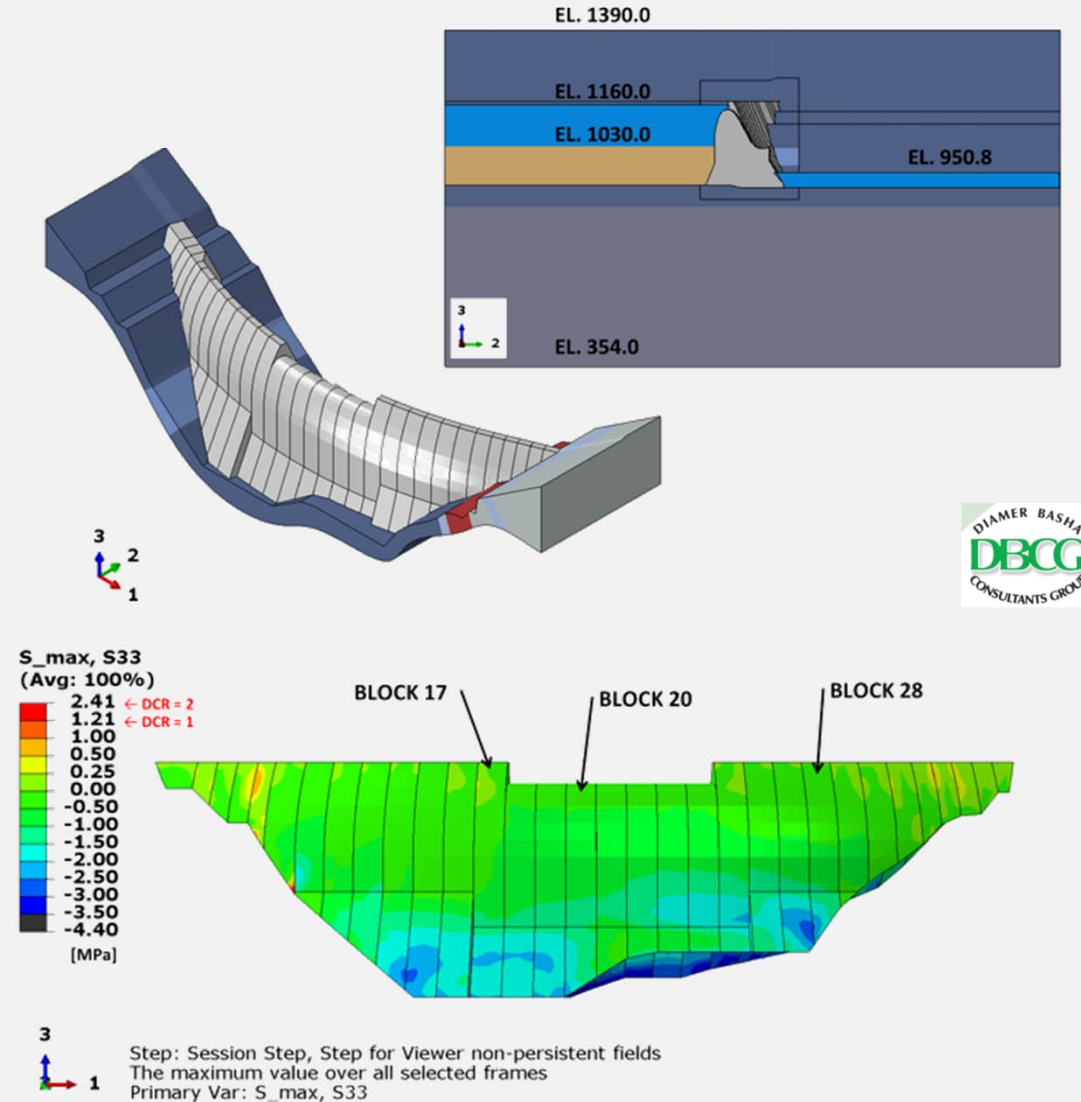 EL. 1390.0
EL. 1160.0
EL. 1030.0
EL. 950.8
3
2
EL. 354.0
3
2
1
DIAMER BASHA
DBCG
CONSULTANTS GROU
S_max, S33
(Avg: 100%)
2.41 ← DCR = 2
1.21 ← DCR = 1
1.00
0.50
0.25
0.00
-0.50
-1.00
-1.50
-2.00
-2.50
-3.00
-3.50
-4.40
[MPa]
BLOCK 17
BLOCK 20
BLOCK 28
3
1
Step: Session Step, Step for Viewer non-persistent fields
The maximum value over all selected frames
Primary Var: S_max, S33